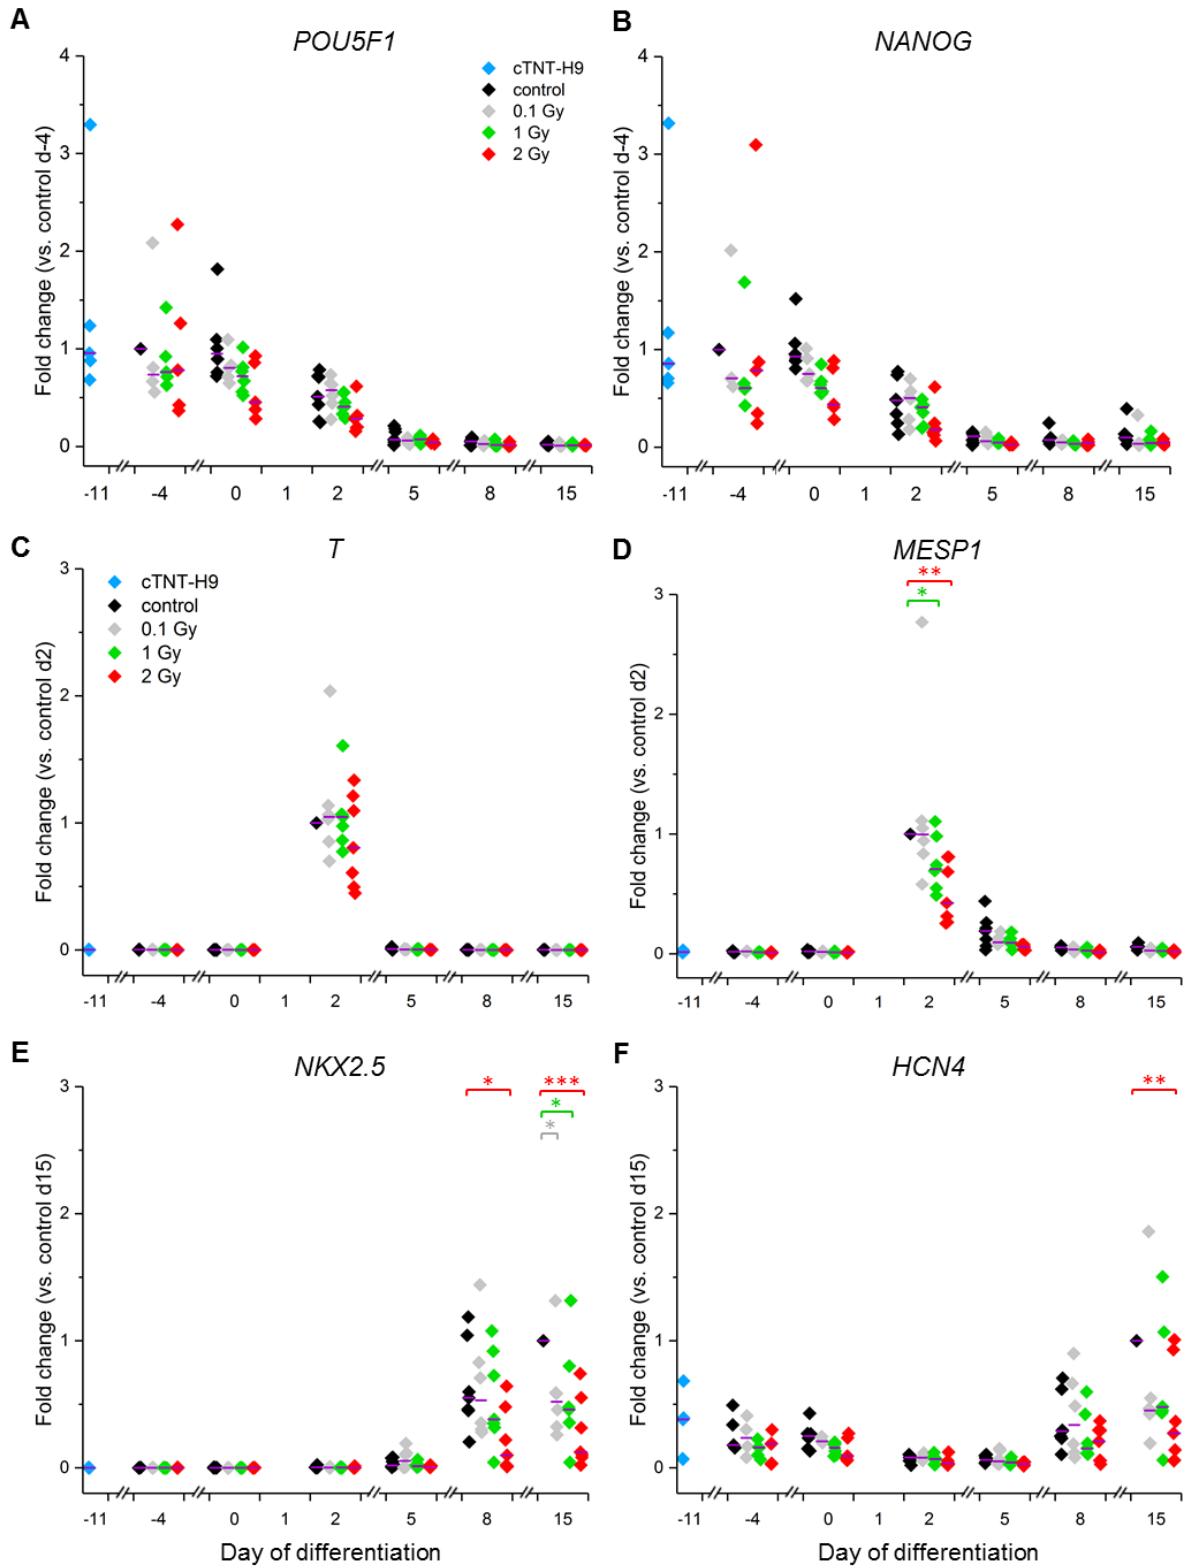 A
POU5F1
Fold change (vs. control d-4)
4
3
2
1
0
cTNT-H9
control
0.1 Gy
1 Gy
2 Gy
-11 -4 0 1 2 5 8 15
B
NANOG
Fold change (vs. control d-4)
4
3
2
1
0
-11 -4 0 1 2 5 8 15
C
T
Fold change (vs. control d2)
3
2
1
0
cTNT-H9
control
0.1 Gy
1 Gy
2 Gy
-11 -4 0 1 2 5 8 15
D
MESP1
Fold change (vs. control d2)
3
2
1
0
**
*
-11 -4 0 1 2 5 8 15
E
NKX2.5
Fold change (vs. control d15)
3
2
1
0
* ***
*
*
-11 -4 0 1 2 5 8 15
Day of differentiation
F
HCN4
Fold change (vs. control d15)
3
2
1
0
**
-11 -4 0 1 2 5 8 15
Day of differentiation